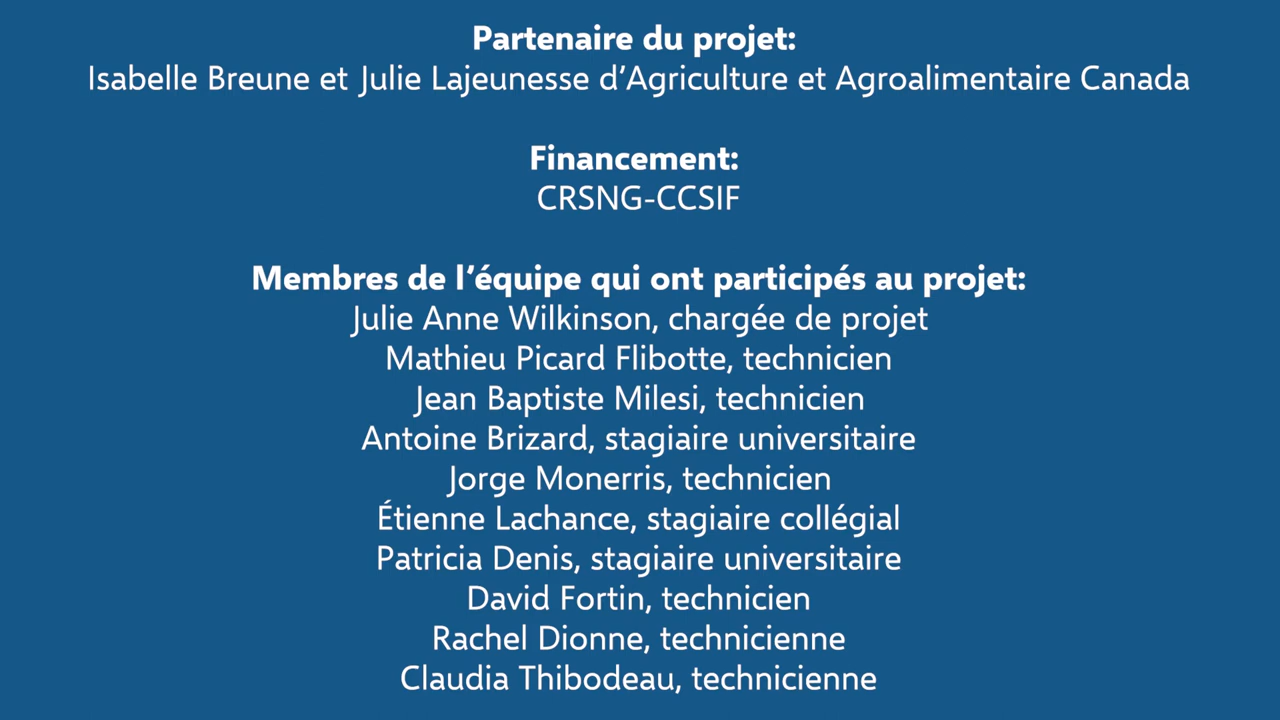 Partenaire du projet:
Isabelle Breune et Julie Lajeunesse d’Agriculture et Agroalimentaire Canada
Financement:
CRSNG-CCSIF
Membres de l’équipe qui ont participés au projet:
Julie Anne Wilkinson, chargée de projet
Mathieu Picard Flibotte, technicien
Jean Baptiste Milesi, technicien
Antoine Brizard, stagiaire universitaire
Jorge Monerris, technicien
Étienne Lachance, stagiaire collégial
Patricia Denis, stagiaire universitaire
David Fortin, technicien
Rachel Dionne, technicienne
Claudia Thibodeau, technicienne